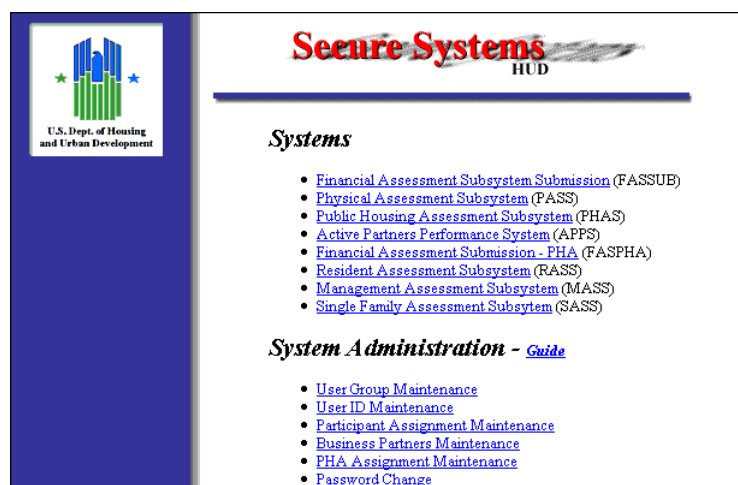 U.S. Dept. of Housing
and Urban Development
Secure Systems
HUD
Systems
Financial Assessment Subsystem Submission (FASSUB)
Physical Assessment Subsystem (PASS)
Public Housing Assessment Subsystem (PHAS)
Active Partners Performance System (APPS)
Financial Assessment Submission - PHA (FASPHA)
Resident Assessment Subsystem (RASS)
Management Assessment Subsystem (MASS)
Single Family Assessment Subsytem (SASS)
System Administration - Guide
User Group Maintenance
User ID Maintenance
Participant Assignment Maintenance
Business Partners Maintenance
PHA Assignment Maintenance
Password Change